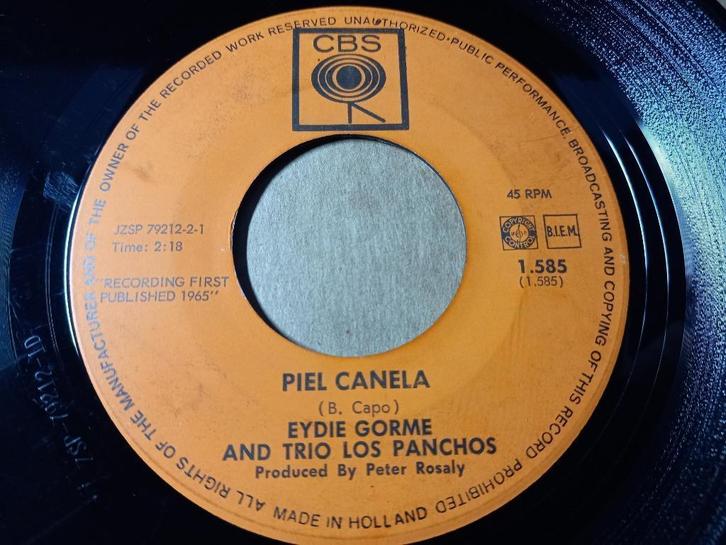 ALL RIGHTS OF THE MANUFACTURER AND OF THE OWNER OF THE RECORDED WORK RESERVED UNAUTHORIZED·PUBLIC PERFORMANCE, BROADCASTING AND COPYING OF THIS RECORD PROHIBITED
CBS
45 RPM
JZSP 79212-2-1
Time: 2:18
COPYRIGHT CONTROL
B.I.E.M.
1.585
(1.585)
"RECORDING FIRST
PUBLISHED 1965"
PIEL CANELA
(B. Capo)
EYDIE GORME
AND TRIO LOS PANCHOS
Produced By Peter Rosaly
MADE IN HOLLAND